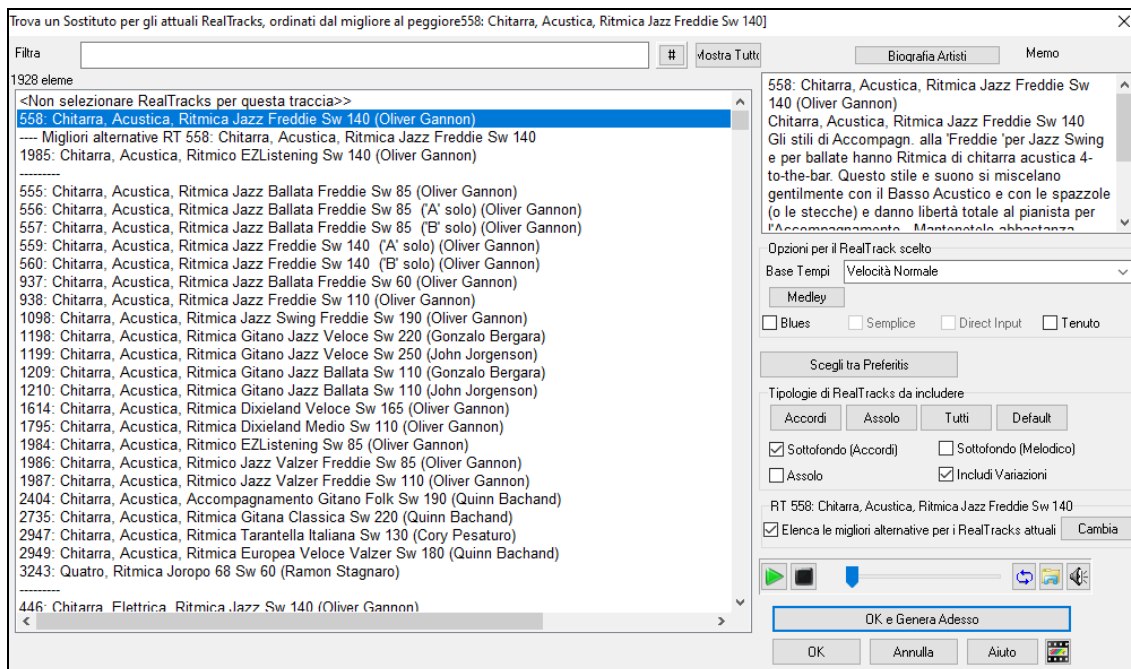 Trova un Sostituto per gli attuali RealTracks, ordinati dal migliore al peggiore558: Chitarra, Acustica, Ritmica Jazz Freddie Sw 140]
Filtra
#
Mostra Tutto
Biografia Artisti
Memo
1928 eleme
<Non selezionare RealTracks per questa traccia>>
558: Chitarra, Acustica, Ritmica Jazz Freddie Sw 140 (Oliver Gannon)
---- Migliori alternative RT 558: Chitarra, Acustica, Ritmica Jazz Freddie Sw 140
1985: Chitarra, Acustica, Ritmico EZListening Sw 140 (Oliver Gannon)
---------
555: Chitarra, Acustica, Ritmica Jazz Ballata Freddie Sw 85 (Oliver Gannon)
556: Chitarra, Acustica, Ritmica Jazz Ballata Freddie Sw 85 ('A' solo) (Oliver Gannon)
557: Chitarra, Acustica, Ritmica Jazz Ballata Freddie Sw 85 ('B' solo) (Oliver Gannon)
559: Chitarra, Acustica, Ritmica Jazz Freddie Sw 140 ('A' solo) (Oliver Gannon)
560: Chitarra, Acustica, Ritmica Jazz Freddie Sw 140 ('B' solo) (Oliver Gannon)
937: Chitarra, Acustica, Ritmica Jazz Ballata Freddie Sw 60 (Oliver Gannon)
938: Chitarra, Acustica, Ritmica Jazz Freddie Sw 110 (Oliver Gannon)
1098: Chitarra, Acustica, Ritmica Jazz Swing Freddie Sw 190 (Oliver Gannon)
1198: Chitarra, Acustica, Ritmica Gitano Jazz Veloce Sw 220 (Gonzalo Bergara)
1199: Chitarra, Acustica, Ritmica Gitano Jazz Veloce Sw 250 (John Jorgenson)
1209: Chitarra, Acustica, Ritmica Gitano Jazz Ballata Sw 110 (Gonzalo Bergara)
1210: Chitarra, Acustica, Ritmica Gitano Jazz Ballata Sw 110 (John Jorgenson)
1614: Chitarra, Acustica, Ritmica Dixieland Veloce Sw 165 (Oliver Gannon)
1795: Chitarra, Acustica, Ritmica Dixieland Medio Sw 110 (Oliver Gannon)
1984: Chitarra, Acustica, Ritmico EZListening Sw 85 (Oliver Gannon)
1986: Chitarra, Acustica, Ritmico Jazz Valzer Freddie Sw 85 (Oliver Gannon)
1987: Chitarra, Acustica, Ritmico Jazz Valzer Freddie Sw 110 (Oliver Gannon)
2404: Chitarra, Acustica, Accompagnamento Gitano Folk Sw 190 (Quinn Bachand)
2735: Chitarra, Acustica, Ritmica Gitana Classica Sw 220 (Quinn Bachand)
2947: Chitarra, Acustica, Ritmica Tarantella Italiana Sw 130 (Cory Pesaturo)
2949: Chitarra, Acustica, Ritmica Europea Veloce Valzer Sw 180 (Quinn Bachand)
3243: Quatro, Ritmica Joropo 68 Sw 60 (Ramon Stagnaro)
---------
446: Chitarra, Elettrica, Ritmica Jazz Sw 140 (Oliver Gannon)
558: Chitarra, Acustica, Ritmica Jazz Freddie Sw
140 (Oliver Gannon)
Chitarra, Acustica, Ritmica Jazz Freddie Sw 140
Gli stili di Accompagn. alla 'Freddie 'per Jazz Swing
e per ballate hanno Ritmica di chitarra acustica 4-
to-the-bar. Questo stile e suono si miscelano
gentilmente con il Basso Acustico e con le spazzole
(o le stecche) e danno libertà totale al pianista per
l'Accompagnamento. Mantenetelo abbastanza
Opzioni per il RealTrack scelto
Base Tempi
Velocità Normale
Medley
Blues
Semplice
Direct Input
Tenuto
Scegli tra Preferitis
Tipologie di RealTracks da includere
Accordi
Assolo
Tutti
Default
Sottofondo (Accordi)
Sottofondo (Melodico)
Assolo
Includi Variazioni
RT 558: Chitarra, Acustica, Ritmica Jazz Freddie Sw 140
Elenca le migliori alternative per i RealTracks attuali
Cambia
OK e Genera Adesso
OK
Annulla
Aiuto